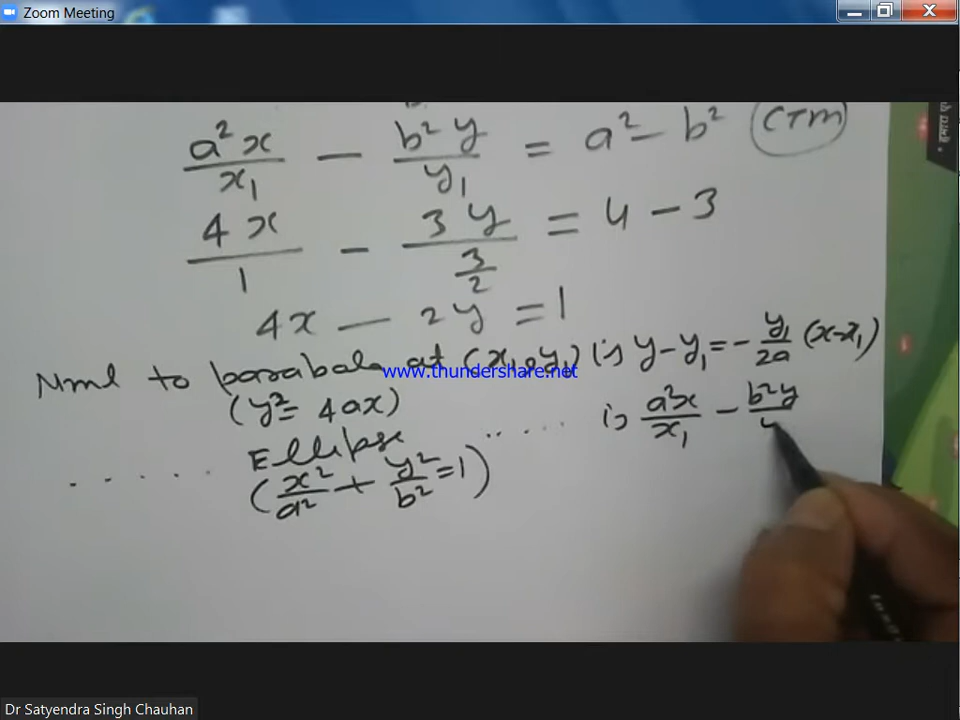 Zoom Meeting
a²x/x₁ − b²y/y₁ = a² − b² (CTM)
4x/1 − 3y/(3/2) = 4 − 3
4x − 2y = 1
Nml to parabola at (x₁, y₁) is y − y₁ = − y₁/2a (x − x₁)
www.thundershare.net
(y² = 4ax)
. . . . . Ellipse . . . . . . is a²x/x₁ − b²y/
(x²/a² + y²/b² = 1)
Dr Satyendra Singh Chauhan